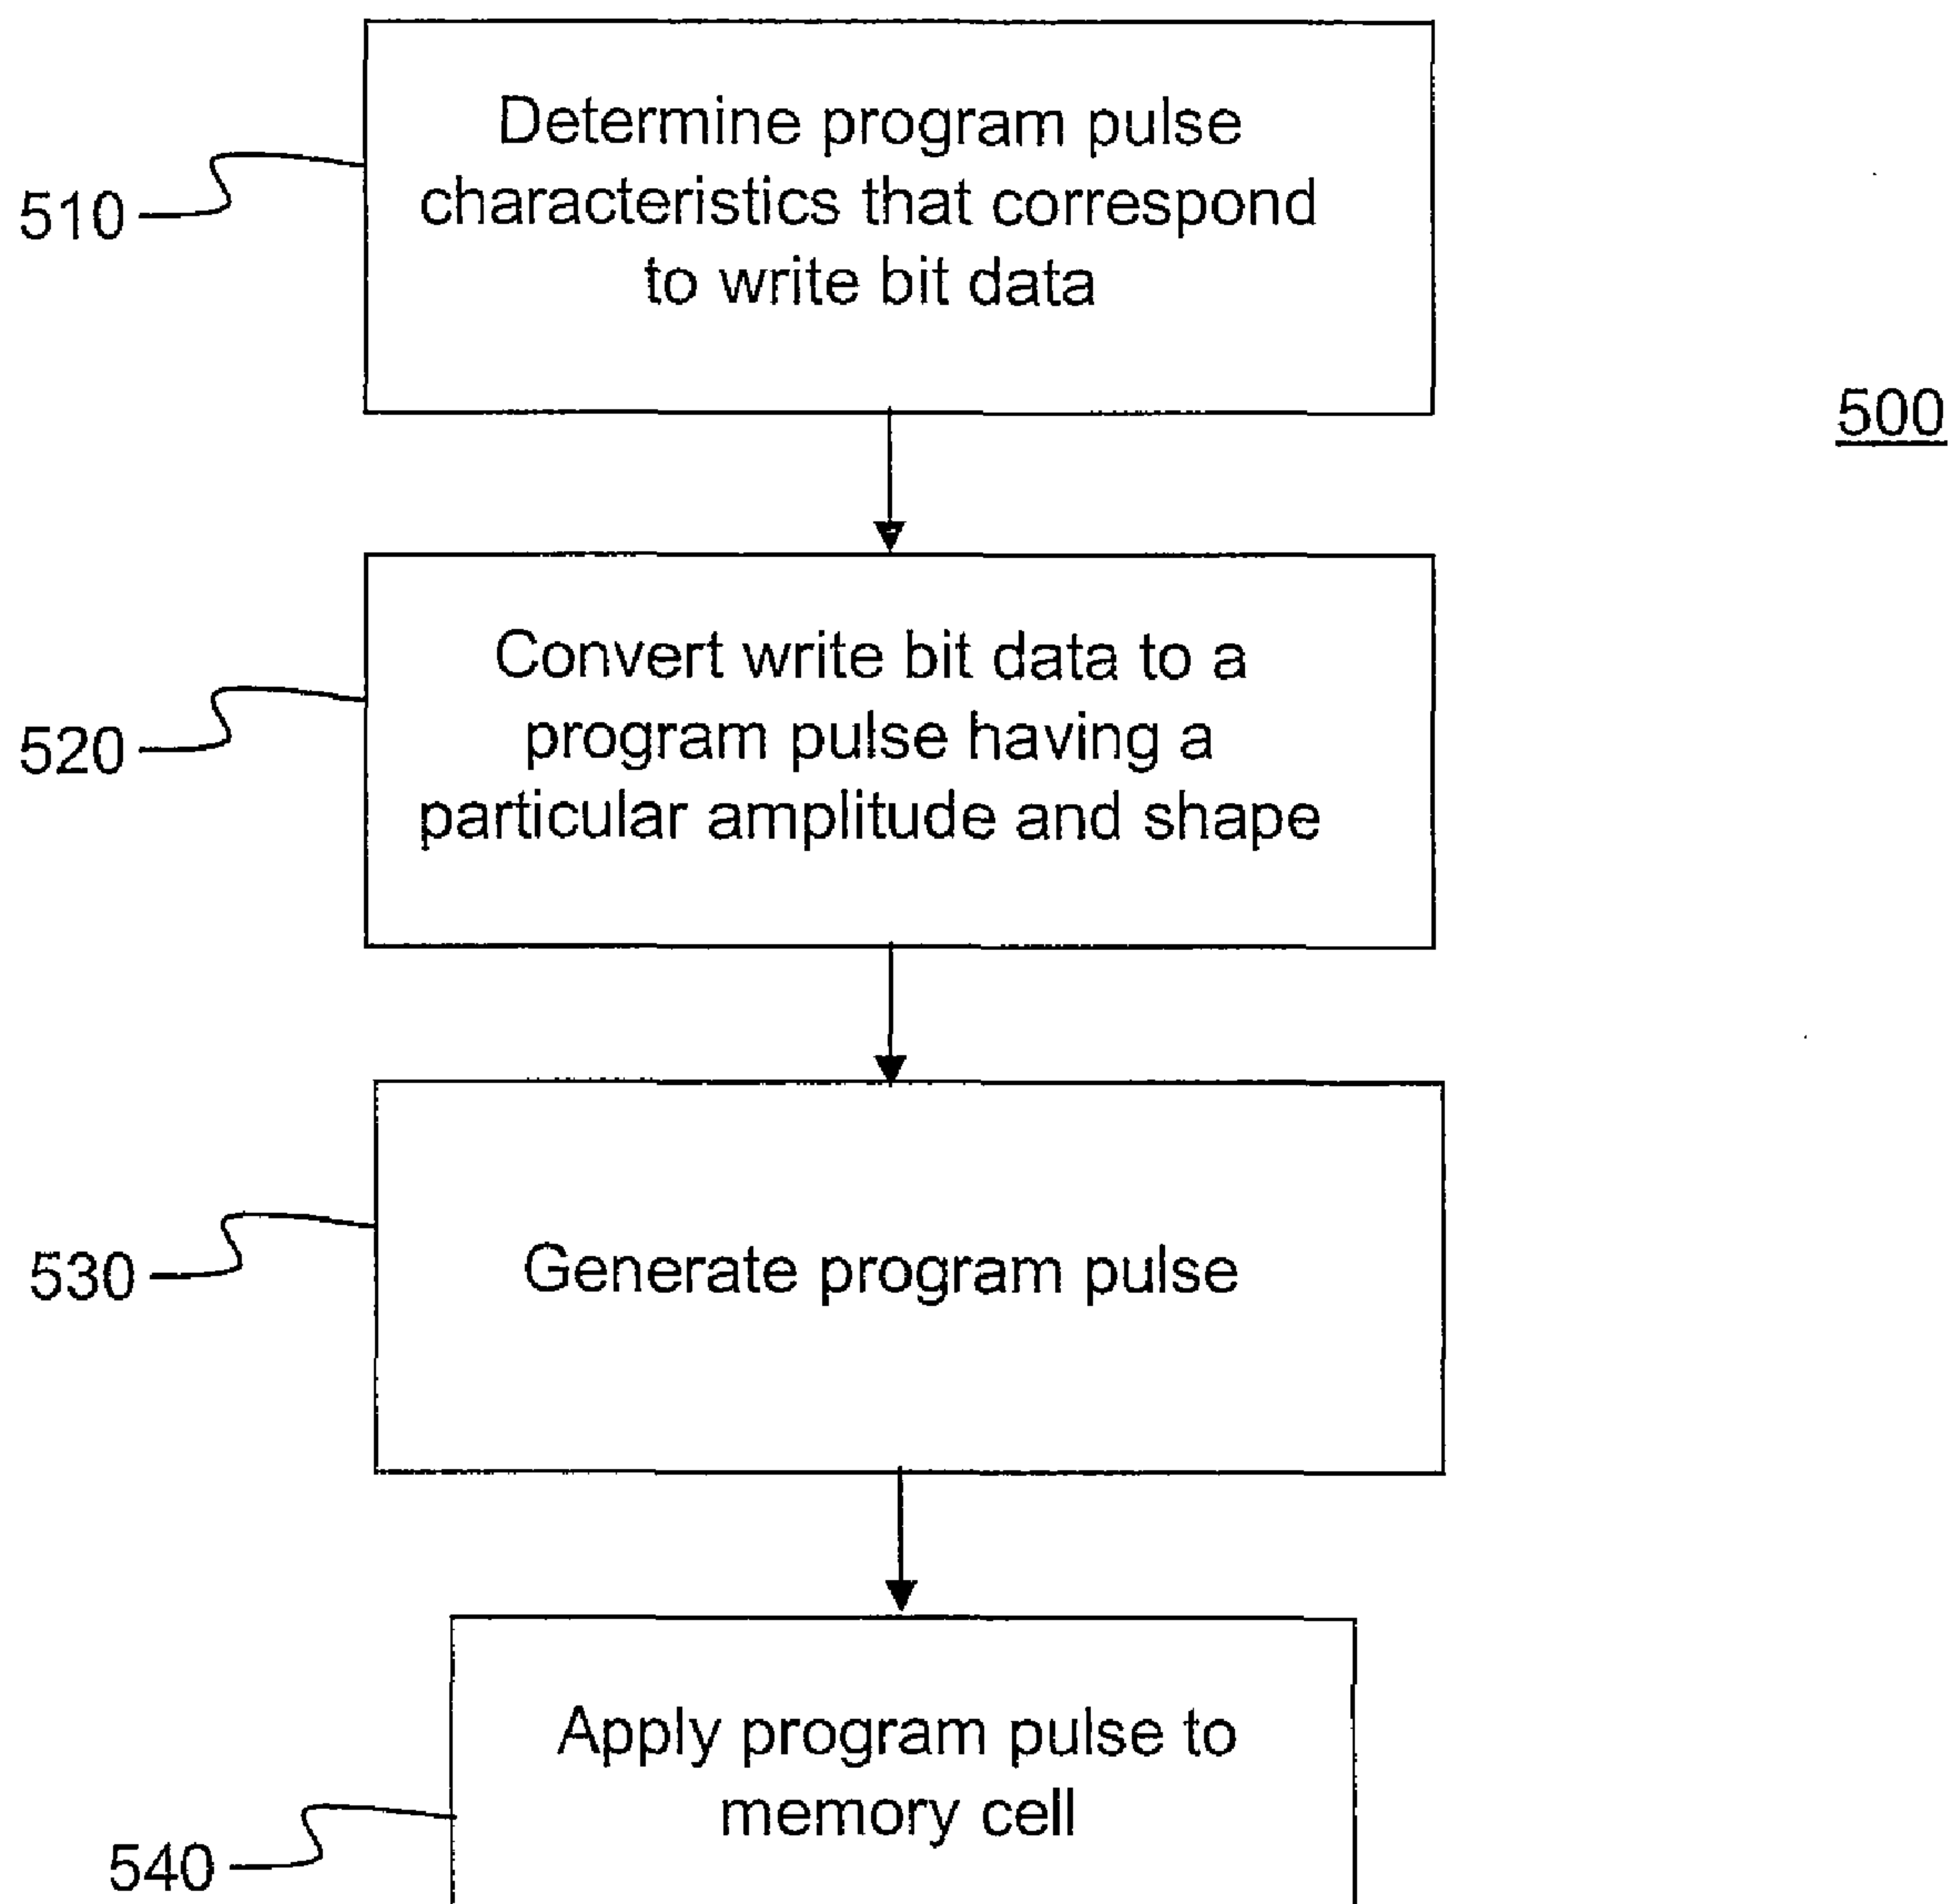 Determine program pulse
characteristics that correspond
to write bit data
510
500
Convert write bit data to a
program pulse having a
particular amplitude and shape
520
Generate program pulse
530
Apply program pulse to
memory cell
540